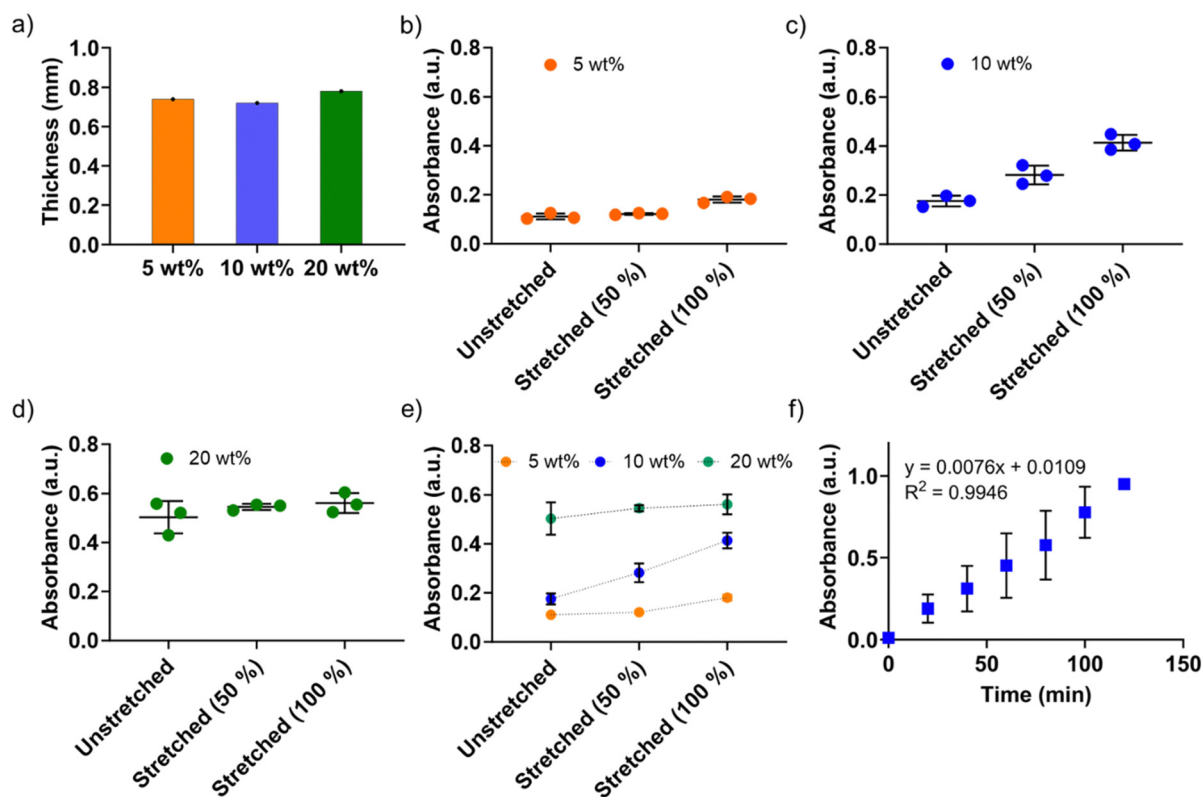 a)
Thickness (mm)
1.0
0.8
0.6
0.4
0.2
0.0
5 wt% 10 wt% 20 wt%
b)
Absorbance (a.u.)
0.8
0.6
0.4
0.2
0.0
5 wt%
Unstretched
Stretched (50 %)
Stretched (100 %)
c)
Absorbance (a.u.)
0.8
0.6
0.4
0.2
0.0
10 wt%
Unstretched
Stretched (50 %)
Stretched (100 %)
d)
Absorbance (a.u.)
0.8
0.6
0.4
0.2
0.0
20 wt%
Unstretched
Stretched (50 %)
Stretched (100 %)
e)
Absorbance (a.u.)
0.8
0.6
0.4
0.2
0.0
5 wt% 10 wt% 20 wt%
Unstretched
Stretched (50 %)
Stretched (100 %)
f)
Absorbance (a.u.)
1.0
0.5
0.0
y = 0.0076x + 0.0109
R² = 0.9946
0 50 100 150
Time (min)